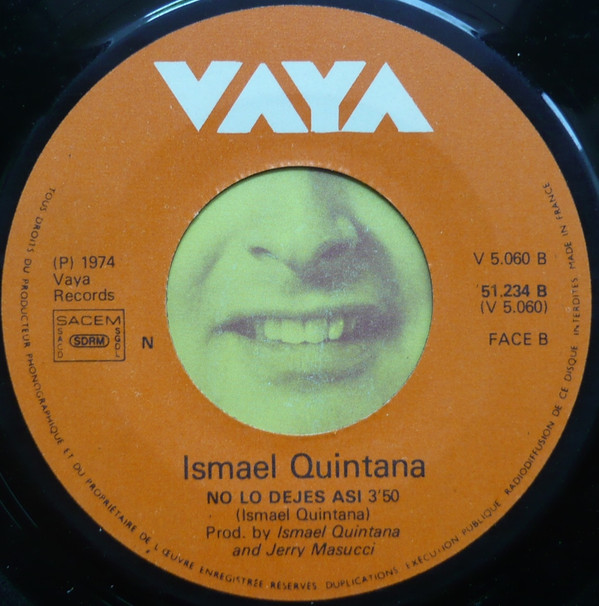 VAYA
(P) 1974
Vaya
Records
SACEM
SACD
SDRM
SGDL
N
V 5.060 B
51.234 B
(V 5.060)
FACE B
Ismael Quintana
NO LO DEJES ASI 3'50
(Ismael Quintana)
Prod. by Ismael Quintana
and Jerry Masucci
TOUS DROITS DU PRODUCTEUR PHONOGRAPHIQUE ET DU PROPRIÉTAIRE DE L'ŒUVRE ENREGISTRÉE RÉSERVÉS DUPLICATIONS EXÉCUTION PUBLIQUE RADIODIFFUSION DE CE DISQUE INTERDITES MADE IN FRANCE